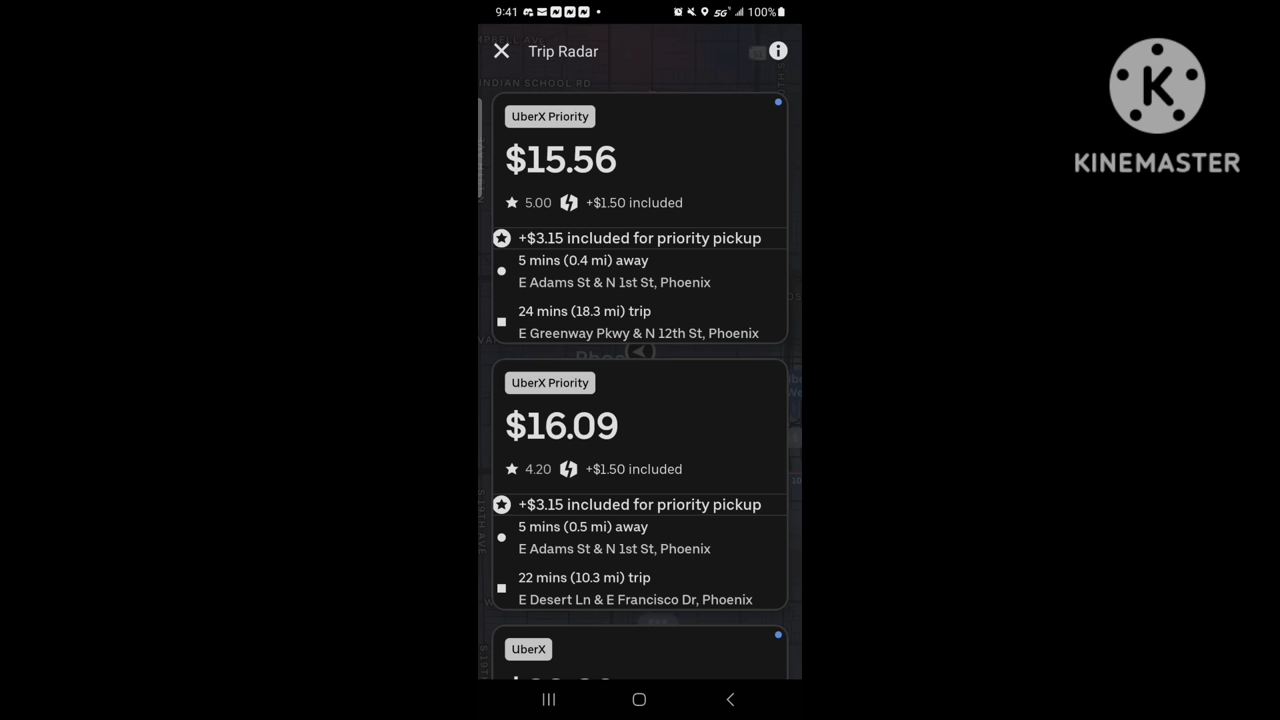 9:41
5G
100%
Trip Radar
INDIAN SCHOOL RD
UberX Priority
$15.56
5.00 +$1.50 included
+$3.15 included for priority pickup
5 mins (0.4 mi) away
E Adams St & N 1st St, Phoenix
24 mins (18.3 mi) trip
E Greenway Pkwy & N 12th St, Phoenix
UberX Priority
$16.09
4.20 +$1.50 included
+$3.15 included for priority pickup
5 mins (0.5 mi) away
E Adams St & N 1st St, Phoenix
22 mins (10.3 mi) trip
E Desert Ln & E Francisco Dr, Phoenix
UberX
K
KINEMASTER